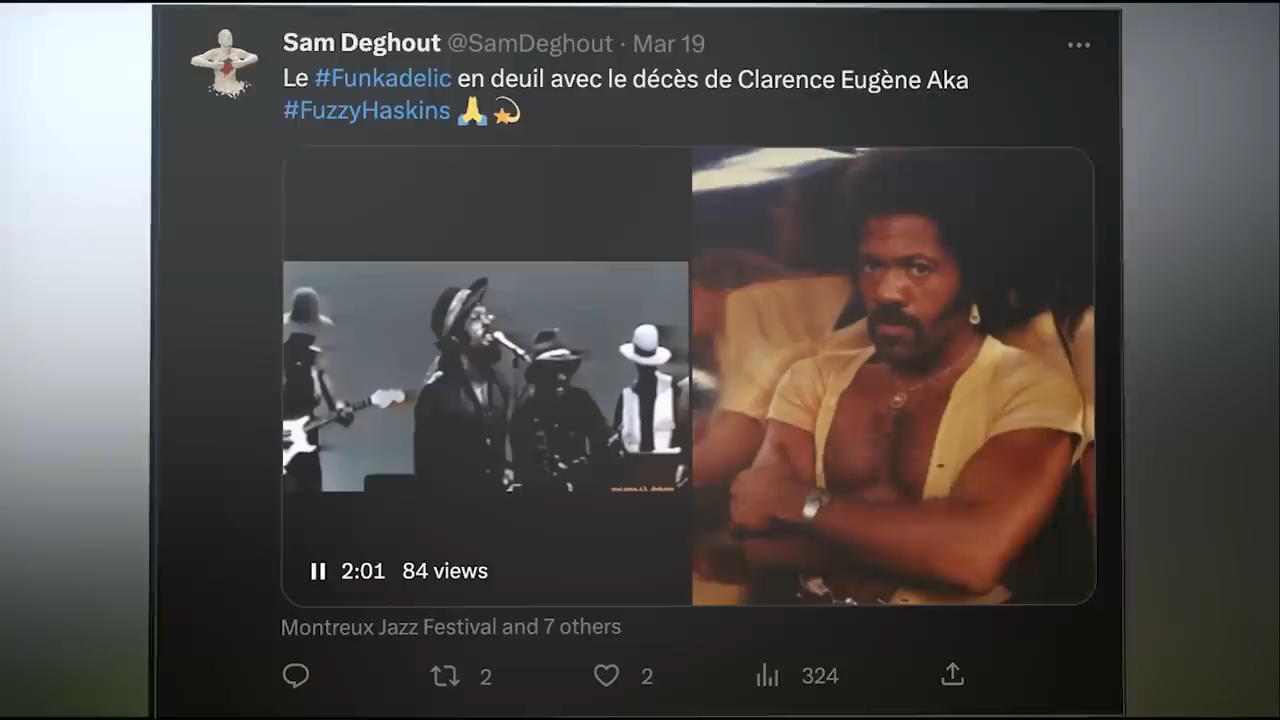 Sam Deghout @SamDeghout · Mar 19
Le #Funkadelic en deuil avec le décès de Clarence Eugène Aka
#FuzzyHaskins 🙏 💫
2:01 84 views
Montreux Jazz Festival and 7 others
2 2 324